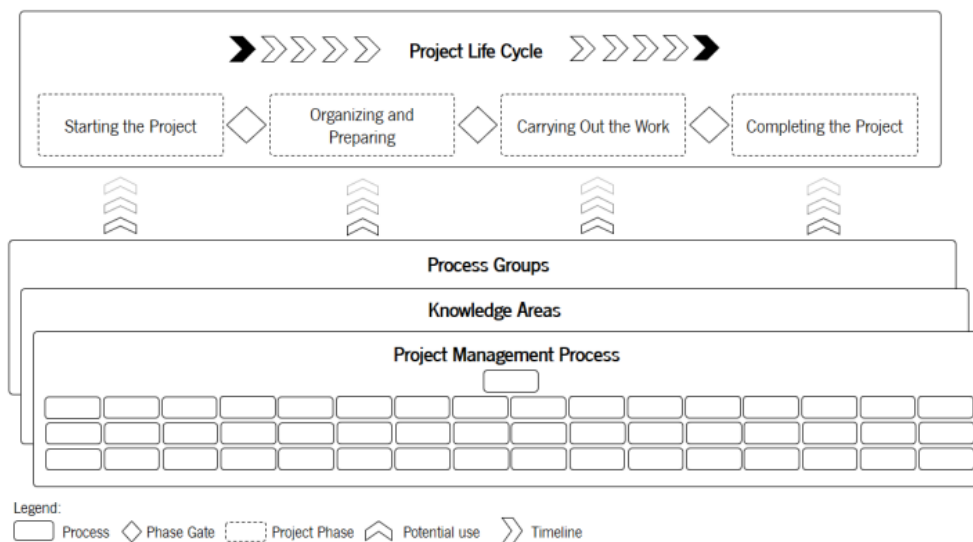 Project Life Cycle
Starting the Project
Organizing and
Preparing
Carrying Out the Work
Completing the Project
Process Groups
Knowledge Areas
Project Management Process
Legend:
Process
Phase Gate
Project Phase
Potential use
Timeline